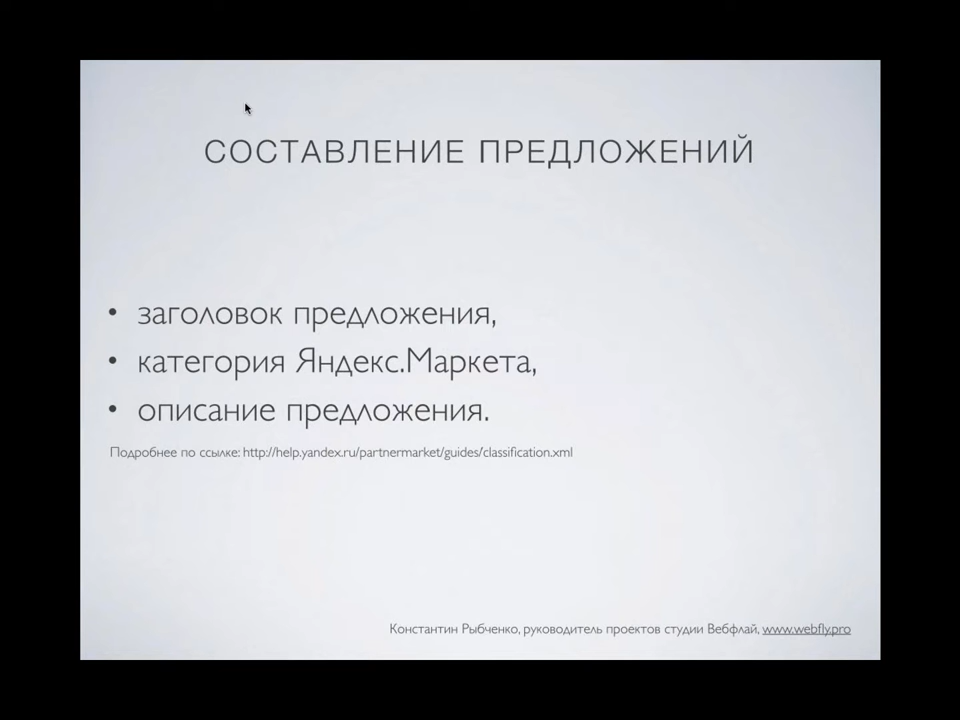 СОСТАВЛЕНИЕ ПРЕДЛОЖЕНИЙ
• заголовок предложения,
• категория Яндекс.Маркета,
• описание предложения.
Подробнее по ссылке: http://help.yandex.ru/partnermarket/guides/classification.xml
Константин Рыбченко, руководитель проектов студии Вебфлай, www.webfly.pro